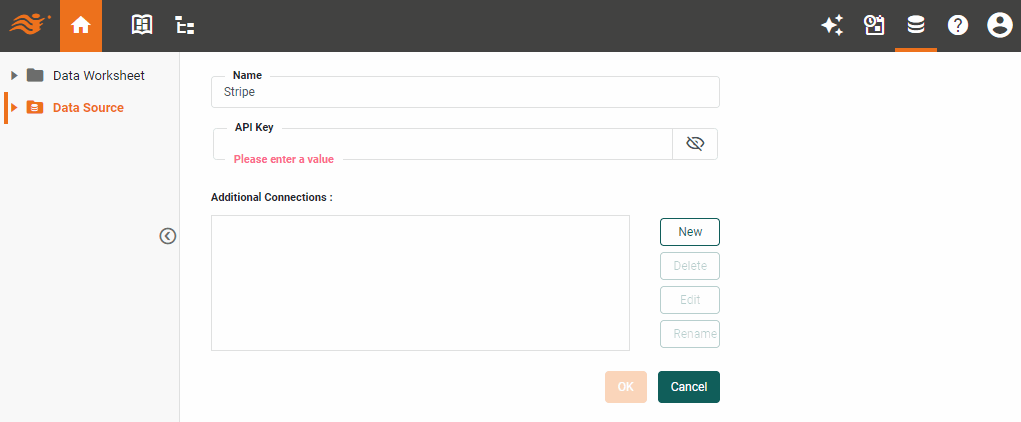 Data Worksheet
Data Source
Name
Stripe
API Key
Please enter a value
Additional Connections :
New
Delete
Edit
Rename
OK
Cancel